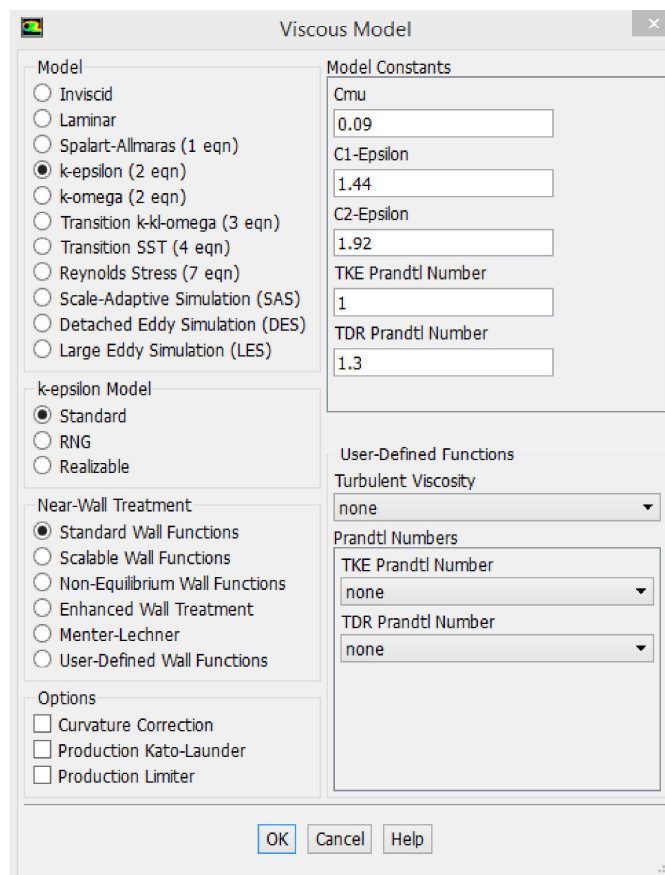 Viscous Model
Model
Inviscid
Laminar
Spalart-Allmaras (1 eqn)
k-epsilon (2 eqn)
k-omega (2 eqn)
Transition k-kl-omega (3 eqn)
Transition SST (4 eqn)
Reynolds Stress (7 eqn)
Scale-Adaptive Simulation (SAS)
Detached Eddy Simulation (DES)
Large Eddy Simulation (LES)
k-epsilon Model
Standard
RNG
Realizable
Near-Wall Treatment
Standard Wall Functions
Scalable Wall Functions
Non-Equilibrium Wall Functions
Enhanced Wall Treatment
Menter-Lechner
User-Defined Wall Functions
Options
Curvature Correction
Production Kato-Launder
Production Limiter
Model Constants
Cmu
0.09
C1-Epsilon
1.44
C2-Epsilon
1.92
TKE Prandtl Number
1
TDR Prandtl Number
1.3
User-Defined Functions
Turbulent Viscosity
none
Prandtl Numbers
TKE Prandtl Number
none
TDR Prandtl Number
none
OK
Cancel
Help